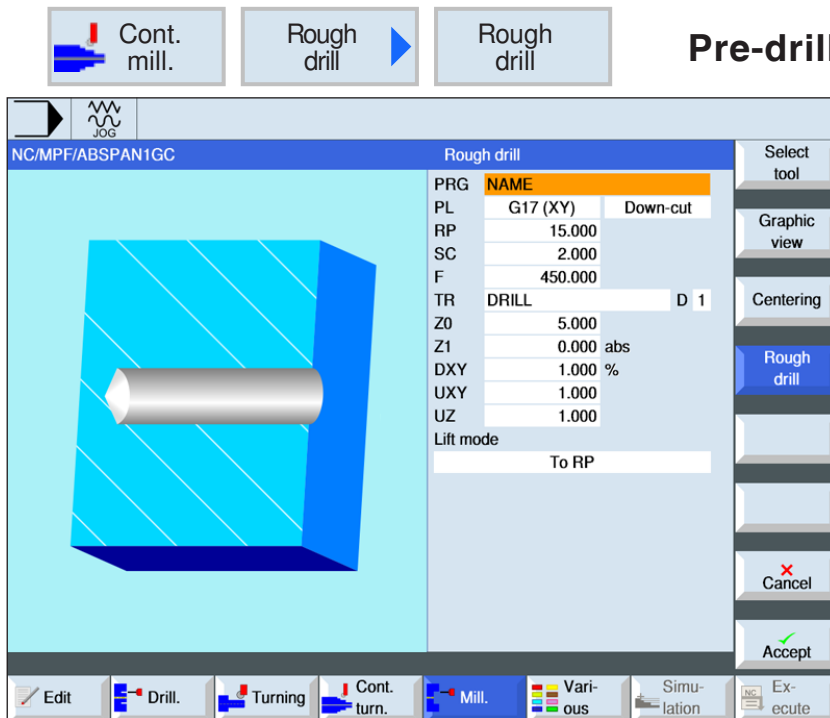 Cont.
mill.
Rough
drill
Rough
drill
Pre-drill
JOG
NC/MPF/ABSPAN1GC
Rough drill
PRG NAME
PL G17 (XY) Down-cut
RP 15.000
SC 2.000
F 450.000
TR DRILL D 1
Z0 5.000
Z1 0.000 abs
DXY 1.000 %
UXY 1.000
UZ 1.000
Lift mode
To RP
Select
tool
Graphic
view
Centering
Rough
drill
Cancel
Accept
Edit
Drill.
Turning
Cont.
turn.
Mill.
Vari-
ous
Simu-
lation
NC
Ex-
ecute